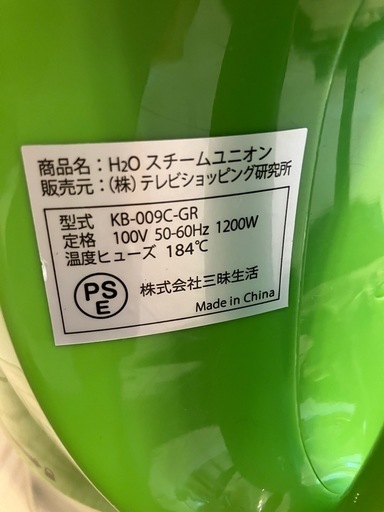 商品名：H₂O スチームユニオン
販売元：（株）テレビショッピング研究所
型式 KB-009C-GR
定格 100V 50-60Hz 1200W
温度ヒューズ 184℃
PS
E
株式会社三昧生活
Made in China